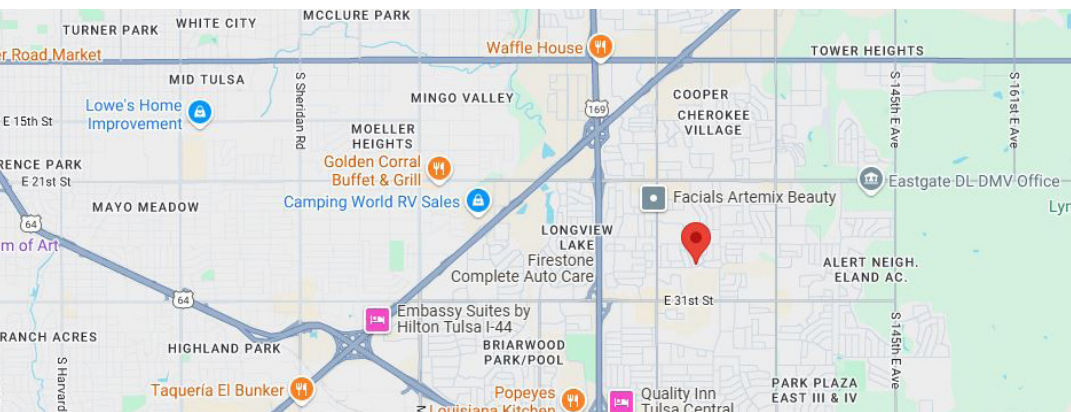 MCCLURE PARK
WHITE CITY
TURNER PARK
Waffle House
TOWER HEIGHTS
er Road Market
MID TULSA
S Sheridan Rd
S 145th E Ave
S 161st E Ave
MINGO VALLEY
COOPER
Lowe's Home
Improvement
169
CHEROKEE
VILLAGE
E 15th St
MOELLER
HEIGHTS
RENCE PARK
Golden Corral
Buffet & Grill
E 21st St
Eastgate DL DMV Office
Facials Artemix Beauty
Camping World RV Sales
MAYO MEADOW
Lyn
64
LONGVIEW
LAKE
m of Art
Firestone
Complete Auto Care
ALERT NEIGH.
ELAND AC.
64
E 31st St
Embassy Suites by
Hilton Tulsa I-44
S 145th E Ave
RANCH ACRES
HIGHLAND PARK
BRIARWOOD
PARK/POOL
S Harvard
Taquería El Bunker
PARK PLAZA
EAST III & IV
Popeyes
Louisiana Kitchen
Quality Inn
Tulsa Central